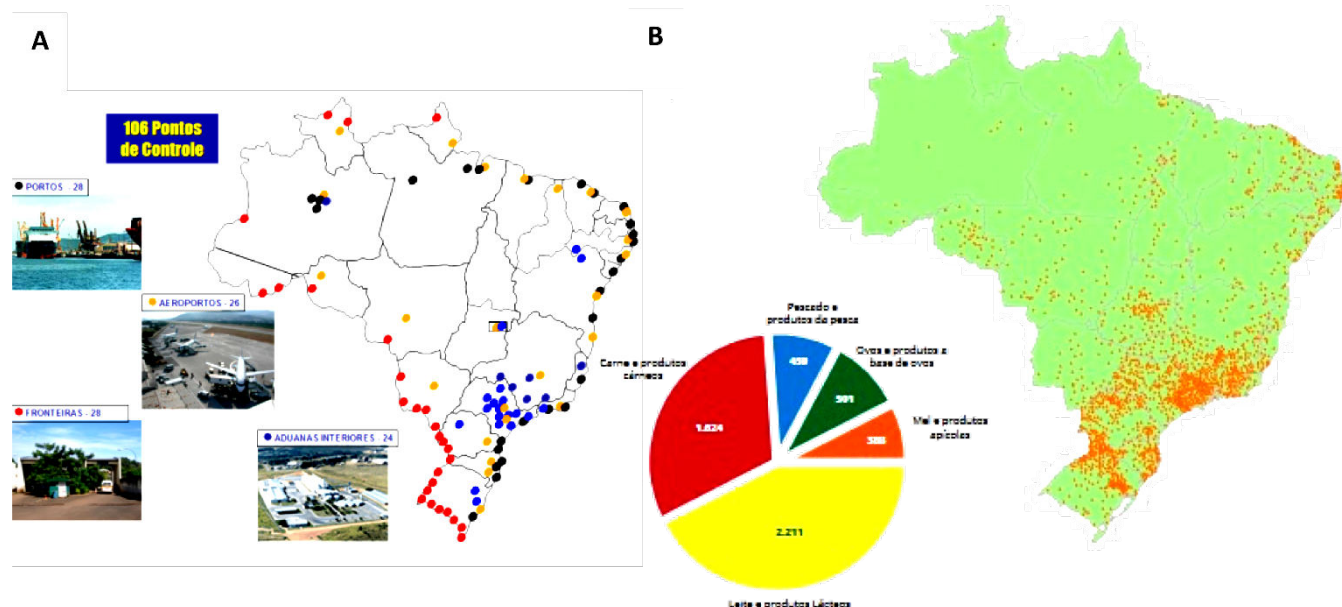 A
106 Pontos
de Controle
PORTOS - 28
AEROPORTOS - 26
FRONTEIRAS - 28
ADUANAS INTERIORES - 24
B
Pescado e
produtos da pesca
Ovos e produtos a
base de ovos
Mel e produtos
apícolas
Carne e produtos
cárneos
1.624
2.211
Leite e produtos Lácteos